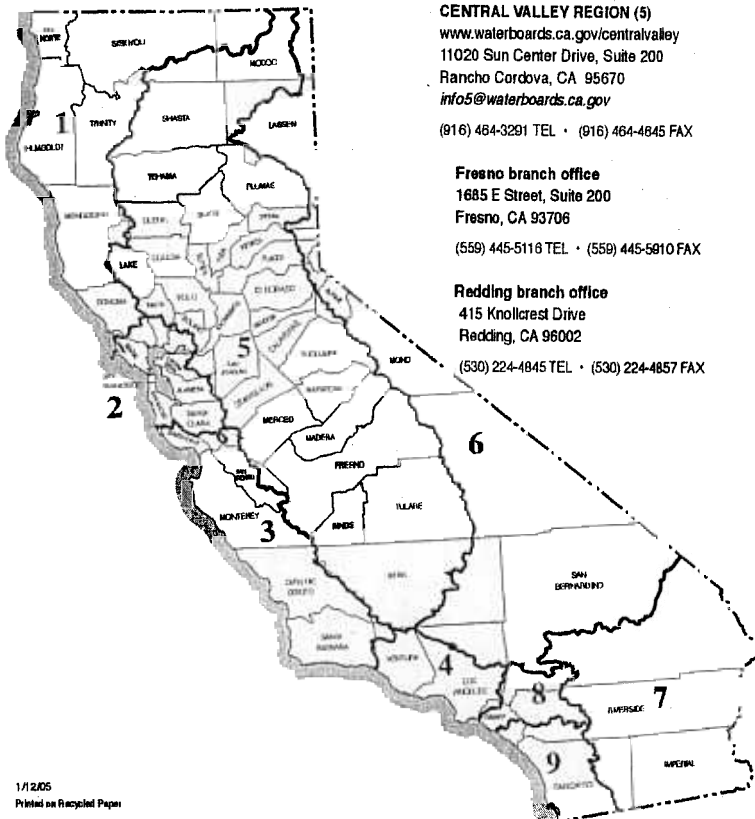 CENTRAL VALLEY REGION (5)
www.waterboards.ca.gov/centralvalley
11020 Sun Center Drive, Suite 200
Rancho Cordova, CA 95670
info5@waterboards.ca.gov
(916) 464-3291 TEL • (916) 464-4645 FAX
Fresno branch office
1685 E Street, Suite 200
Fresno, CA 93706
(559) 445-5116 TEL • (559) 445-5910 FAX
Redding branch office
415 Knollcrest Drive
Redding, CA 96002
(530) 224-4845 TEL • (530) 224-4857 FAX
NORTE
SISKIYOU
MODOC
1
TRINITY
SHASTA
LASSEN
HUMBOLDT
TEHAMA
PLUMAS
MENDOCINO
BUTTE
LAKE
COLUSA
PLACER
EL DORADO
SONOMA
YOLO
5
MONO
2
MERCED
6
MADERA
FRESNO
MONTEREY
3
KINGS
TULARE
KERN
SAN
BERNARDINO
SANTA
BARBARA
VENTURA
4
LOS
ANGELES
8
RIVERSIDE
7
9
SAN DIEGO
IMPERIAL
1/12/05
Printed on Recycled Paper